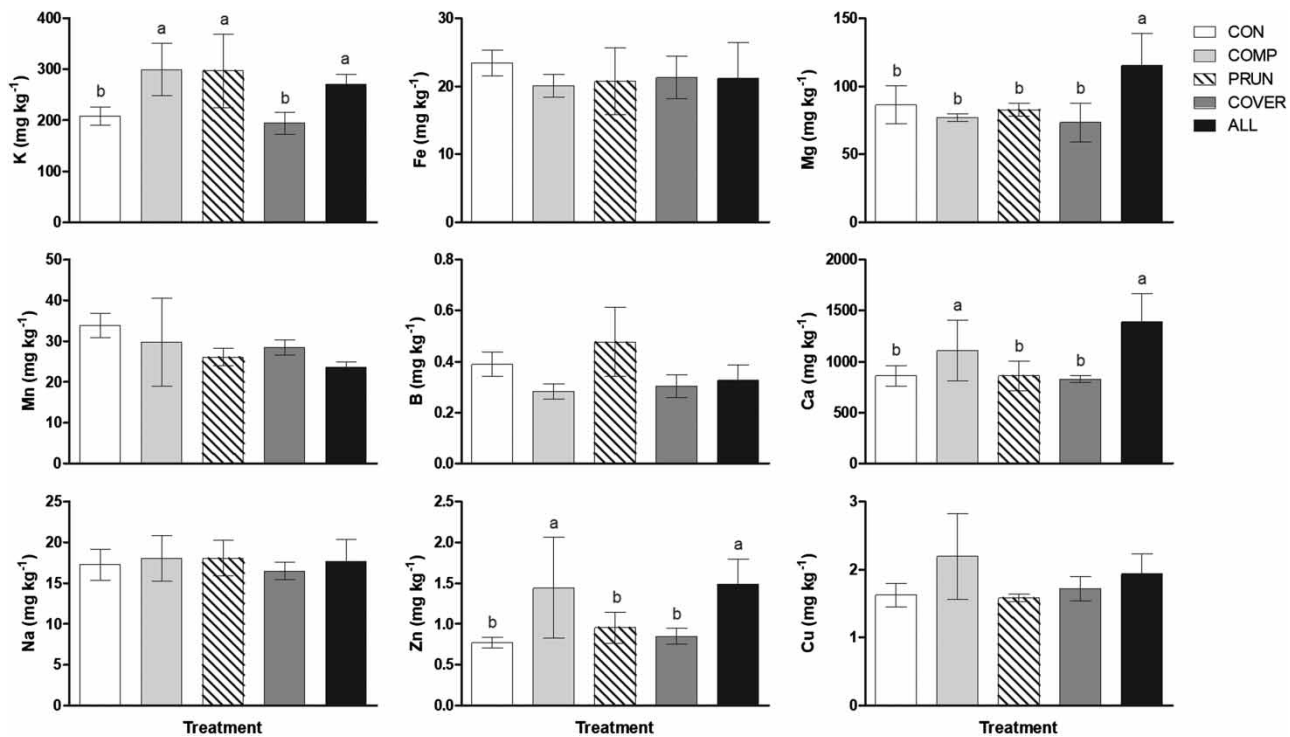 400
300
200
100
0
K (mg kg⁻¹)
b
a
a
b
a
30
20
10
0
Fe (mg kg⁻¹)
150
100
50
0
Mg (mg kg⁻¹)
b
b
b
b
a
CON
COMP
PRUN
COVER
ALL
50
40
30
20
10
0
Mn (mg kg⁻¹)
0.8
0.6
0.4
0.2
0.0
B (mg kg⁻¹)
2000
1500
1000
500
0
Ca (mg kg⁻¹)
b
a
b
b
a
25
20
15
10
5
0
Na (mg kg⁻¹)
Treatment
2.5
2.0
1.5
1.0
0.5
0.0
Zn (mg kg⁻¹)
b
a
b
b
a
Treatment
3
2
1
0
Cu (mg kg⁻¹)
Treatment